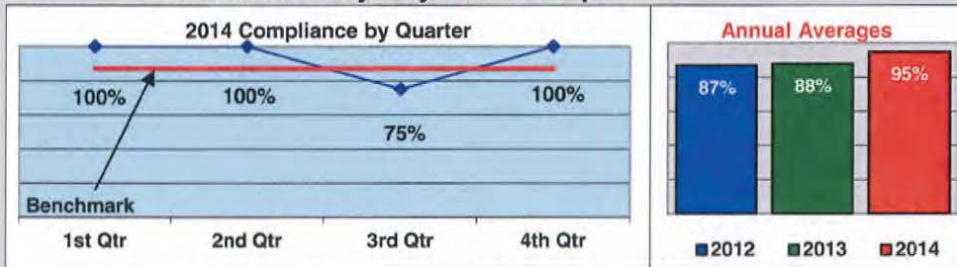 2014 Compliance by Quarter
100%
100%
75%
100%
Benchmark
1st Qtr
2nd Qtr
3rd Qtr
4th Qtr
Annual Averages
87%
88%
95%
2012
2013
2014